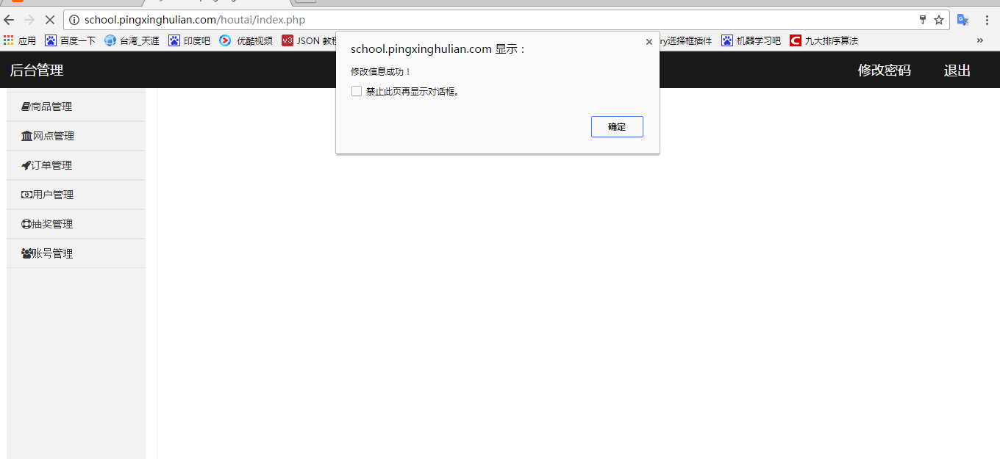 school.pingxinghulian.com/houtai/index.php
应用 百度一下 台湾_天涯 印度吧 优酷视频 w3 JSON 教程 ry选择框插件 机器学习吧 C 九大排序算法 »
school.pingxinghulian.com 显示：
修改信息成功！
禁止此页再显示对话框。
确定
后台管理 修改密码 退出
商品管理
网点管理
订单管理
用户管理
抽奖管理
账号管理